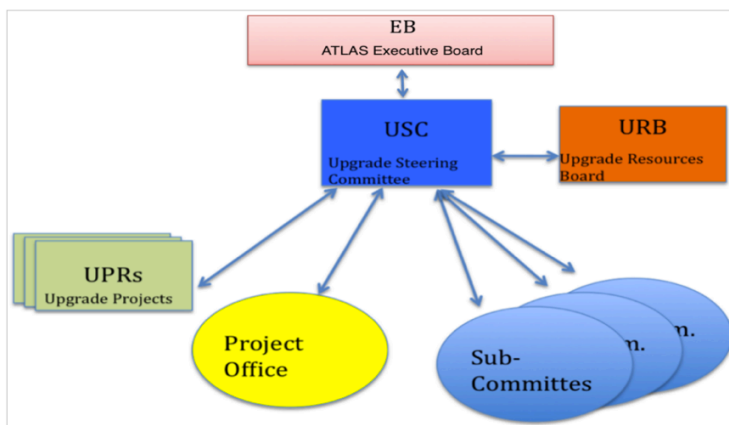 EB
ATLAS Executive Board
USC
Upgrade Steering
Committee
URB
Upgrade Resources
Board
UPRs
Upgrade Projects
Project
Office
Sub-
Committes
m.
m.